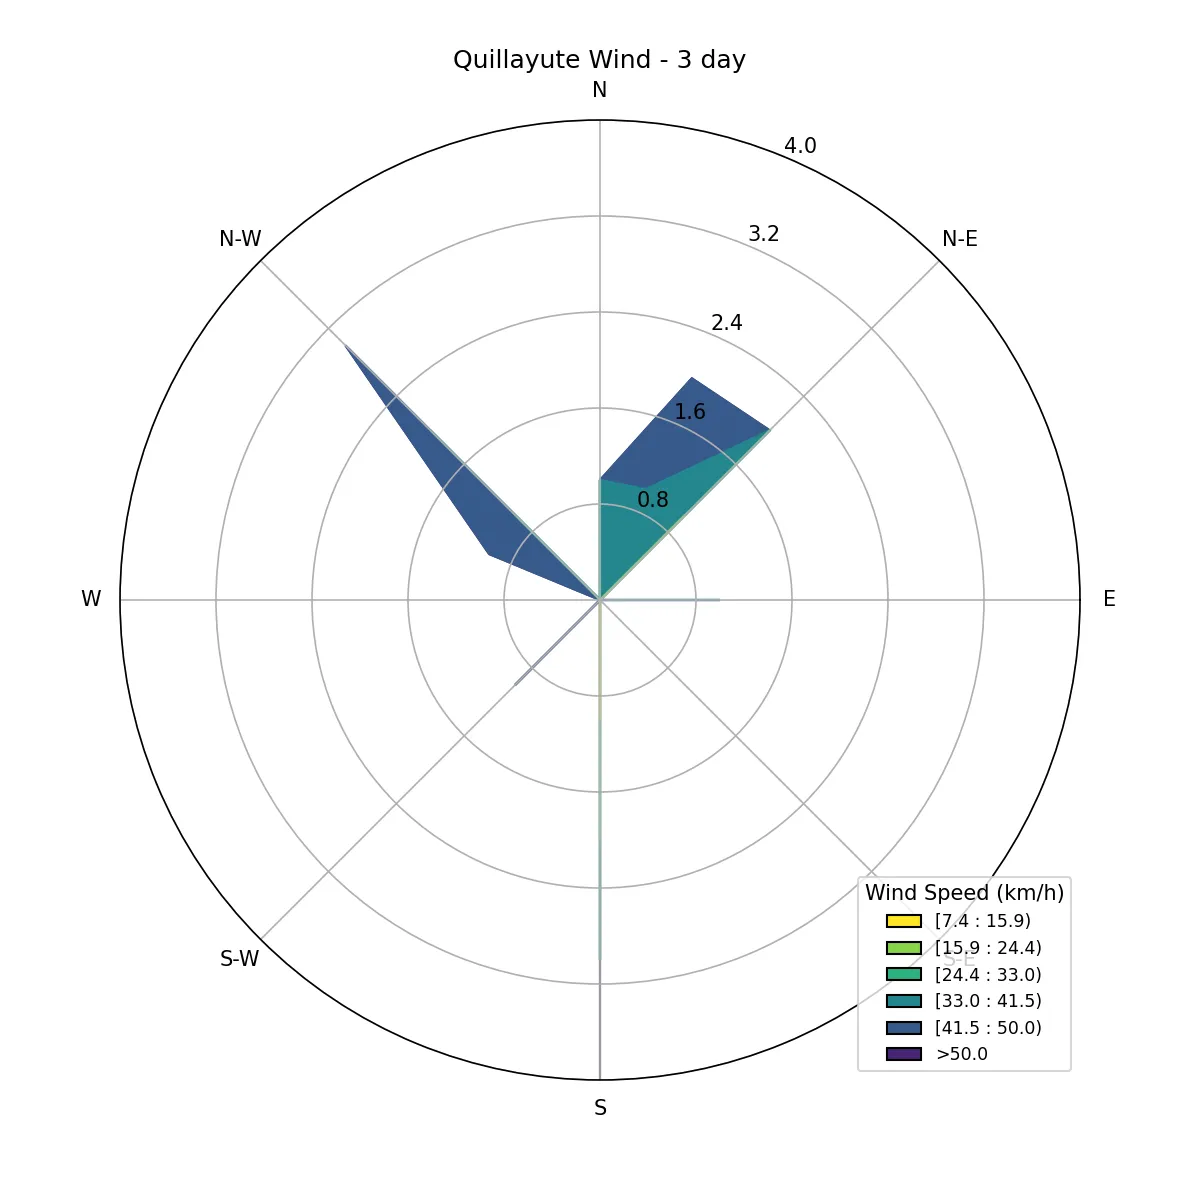 Quillayute Wind - 3 day
N
4.0
3.2
N-W
N-E
2.4
1.6
0.8
W
E
S-W
S-E
S
Wind Speed (km/h)
[7.4 : 15.9)
[15.9 : 24.4)
[24.4 : 33.0)
[33.0 : 41.5)
[41.5 : 50.0)
>50.0